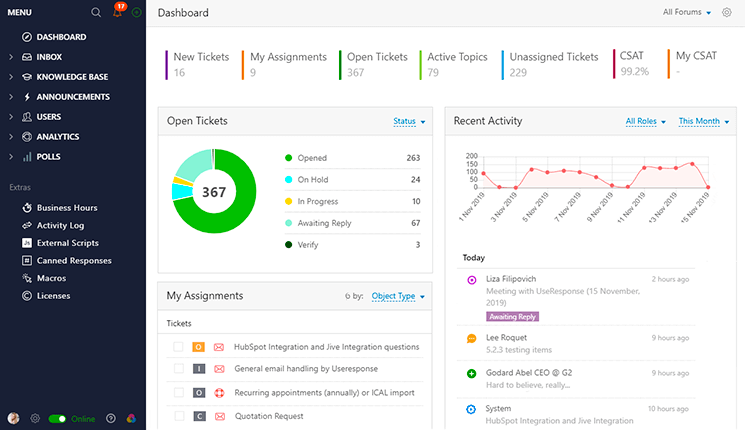 MENU
17
DASHBOARD
INBOX
KNOWLEDGE BASE
ANNOUNCEMENTS
USERS
ANALYTICS
POLLS
Extras
Business Hours
Activity Log
Js External Scripts
Canned Responses
Macros
Licenses
Online
Dashboard
All Forums
New Tickets
16
My Assignments
9
Open Tickets
367
Active Topics
79
Unassigned Tickets
229
CSAT
99.2%
My CSAT
-
Open Tickets
Status
367
Opened 263
On Hold 24
In Progress 10
Awaiting Reply 67
Verify 3
My Assignments
by: Object Type
Tickets
O HubSpot Integration and Jive Integration questions
I General email handling by Useresponse
O Recurring appointments (annually) or ICAL import
C Quotation Request
Recent Activity
All Roles
This Month
200
150
100
50
0
1 Nov 2019
3 Nov 2019
5 Nov 2019
7 Nov 2019
9 Nov 2019
11 Nov 2019
13 Nov 2019
15 Nov 2019
Today
Liza Filipovich 2 hours ago
Meeting with UseResponse (15 November,
2019)
Awaiting Reply
Lee Roquet 9 hours ago
5.2.3 testing items
Godard Abel CEO @ G2 9 hours ago
Hard to believe, really...
System 10 hours ago
HubSpot Integration and Jive Integration